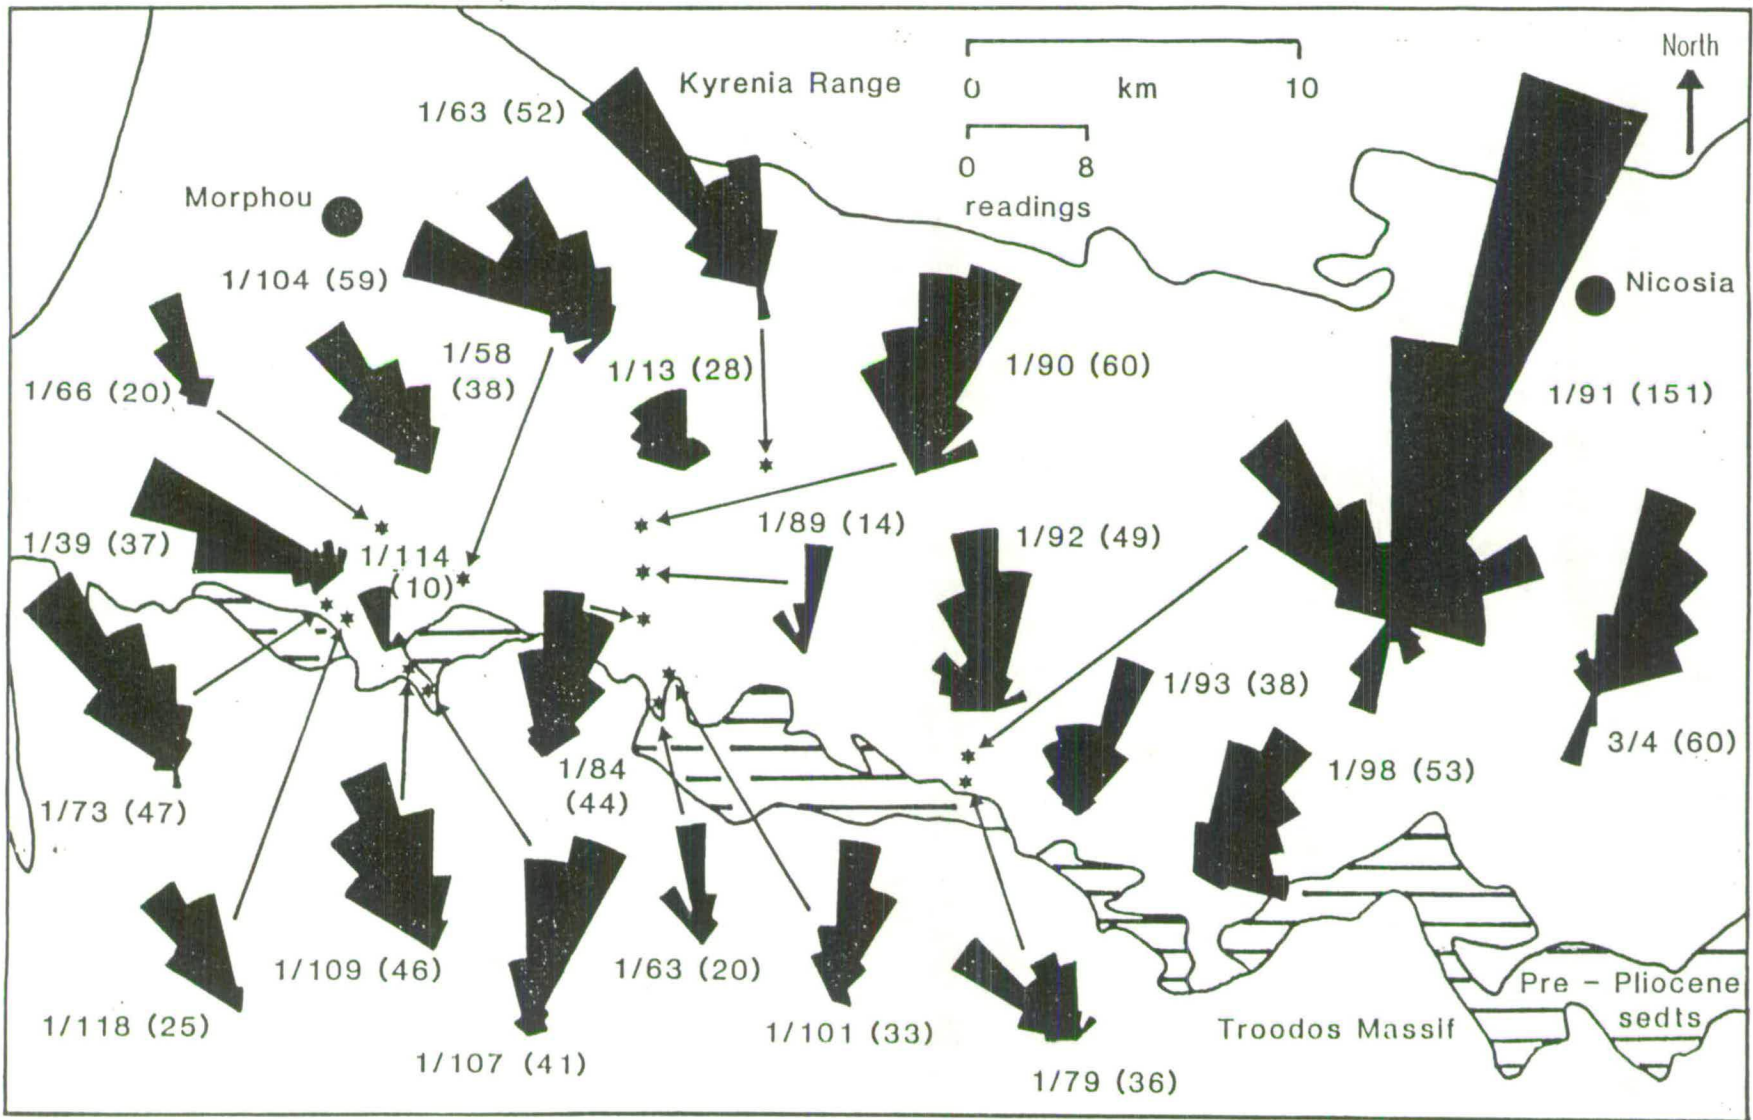 North
Kyrenia Range
0 km 10
1/63 (52)
0 8
readings
Morphou
1/104 (59)
Nicosia
1/58
(38)
1/13 (28)
1/90 (60)
1/66 (20)
1/91 (151)
1/89 (14)
1/92 (49)
1/39 (37)
1/114
(10)
1/93 (38)
3/4 (60)
1/84
(44)
1/98 (53)
1/73 (47)
1/109 (46)
1/63 (20)
1/118 (25)
1/101 (33)
Pre - Pliocene
sedts
Troodos Massif
1/107 (41)
1/79 (36)